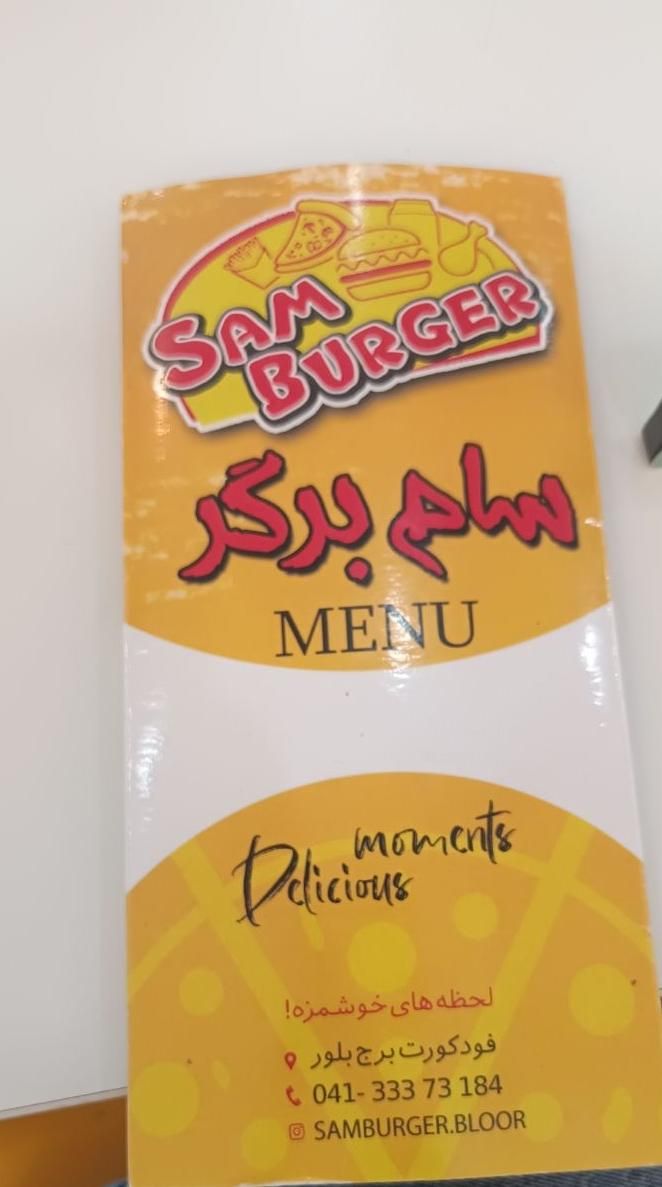 SAM
BURGER
سام برگر
MENU
moments
Delicious
لحظه های خوشمزه!
فودکورت برج بلور
041- 333 73 184
SAMBURGER.BLOOR